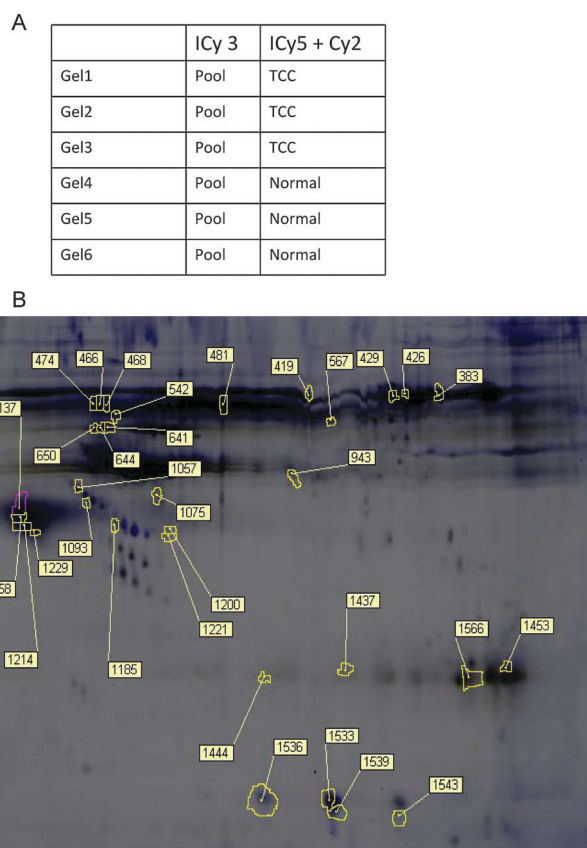 A
ICy 3 ICy5 + Cy2
Gel1 Pool TCC
Gel2 Pool TCC
Gel3 Pool TCC
Gel4 Pool Normal
Gel5 Pool Normal
Gel6 Pool Normal
B
474 466 468 481 419 567 429 426 383
542
137
650 644 641
943
1057
1075
1093
58 1229
1200
1221
1214 1185
1437
1566 1453
1444
1536 1533
1539
1543